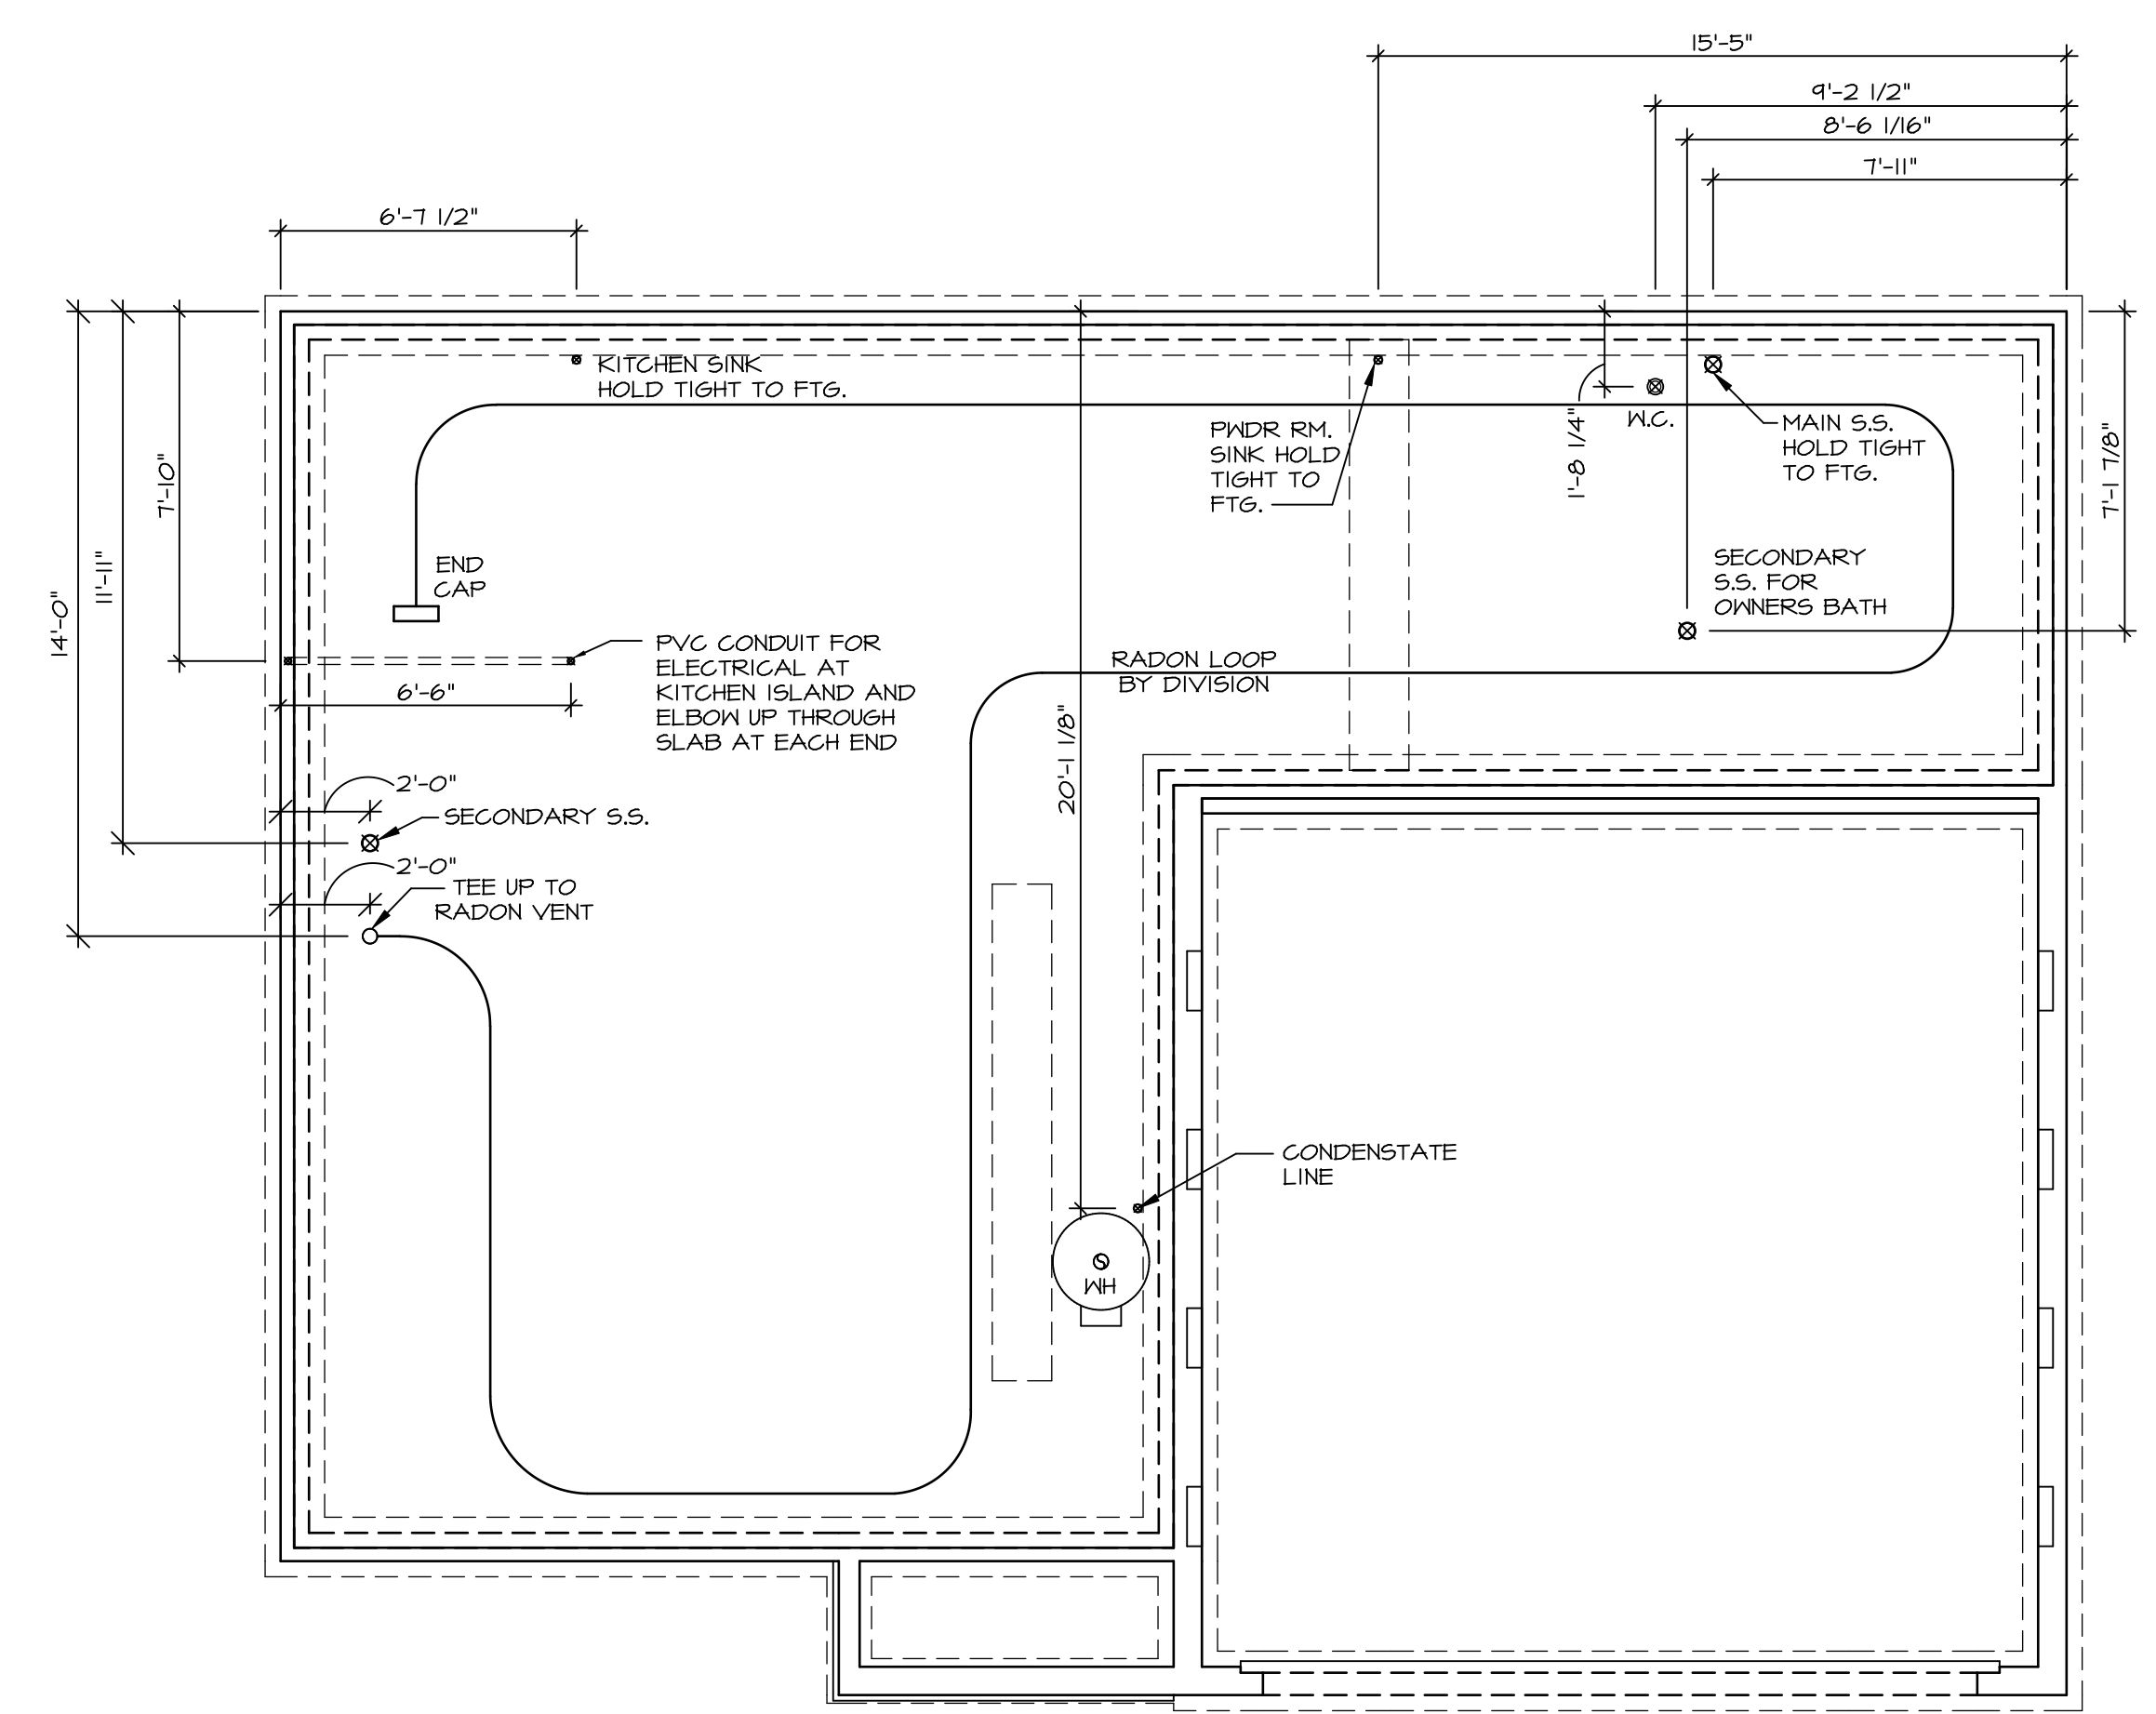 15'-5"
9'-2 1/2"
8'-6 1/16"
7'-11"
6'-7 1/2"
KITCHEN SINK
HOLD TIGHT TO FTG.
PWDR RM.
SINK HOLD
TIGHT TO
FTG.
1'-8 1/4"
W.C.
MAIN S.S.
HOLD TIGHT
TO FTG.
7'-1 7/8"
7'-10"
11'-11"
14'-0"
END
CAP
SECONDARY
S.S. FOR
OWNERS BATH
PVC CONDUIT FOR
ELECTRICAL AT
KITCHEN ISLAND AND
ELBOW UP THROUGH
SLAB AT EACH END
6'-6"
RADON LOOP
BY DIVISION
20'-1 1/8"
2'-0"
SECONDARY S.S.
2'-0"
TEE UP TO
RADON VENT
CONDENSTATE
LINE
WH